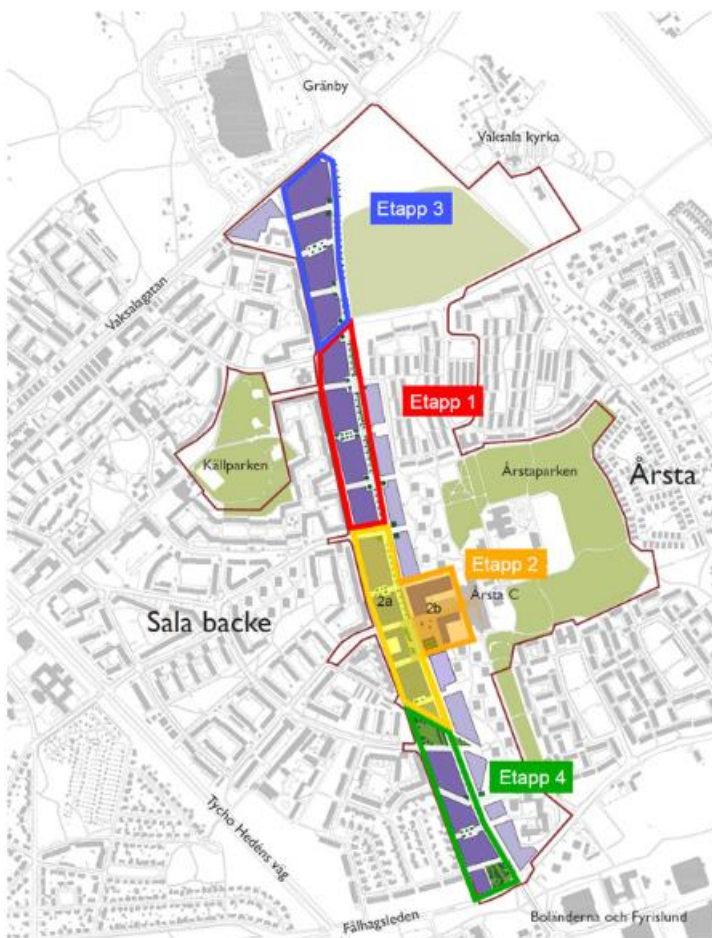 Gränby
Vaksala kyrka
Etapp 3
Vaksalagatan
Etapp 1
Källparken
Årstaparken
Årsta
Etapp 2
2a
2b
Årsta C
Sala backe
Etapp 4
Tycho Hedéns väg
Fålhagsleden
Bolanderna och Fyrislund